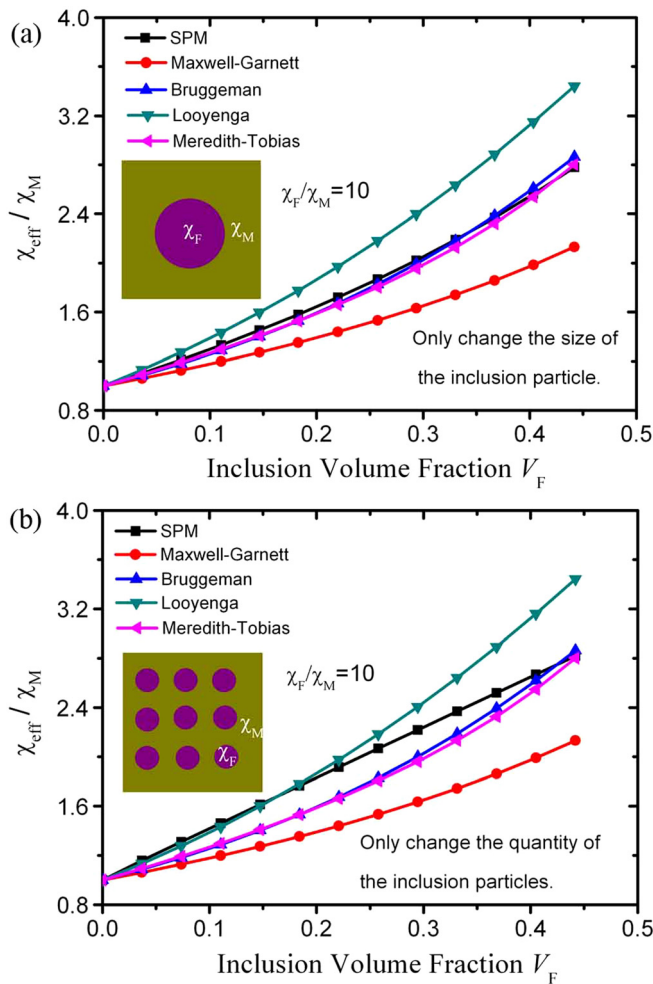 (a)
4.0
SPM
Maxwell-Garnett
Bruggeman
Looyenga
Meredith-Tobias
3.2
χF/χM=10
χF
χM
2.4
χeff / χM
1.6
Only change the size of
the inclusion particle.
0.8
0.0 0.1 0.2 0.3 0.4 0.5
Inclusion Volume Fraction VF
(b)
4.0
SPM
Maxwell-Garnett
Bruggeman
Looyenga
Meredith-Tobias
3.2
χF/χM=10
χM
χF
2.4
χeff / χM
1.6
Only change the quantity of
the inclusion particles.
0.8
0.0 0.1 0.2 0.3 0.4 0.5
Inclusion Volume Fraction VF